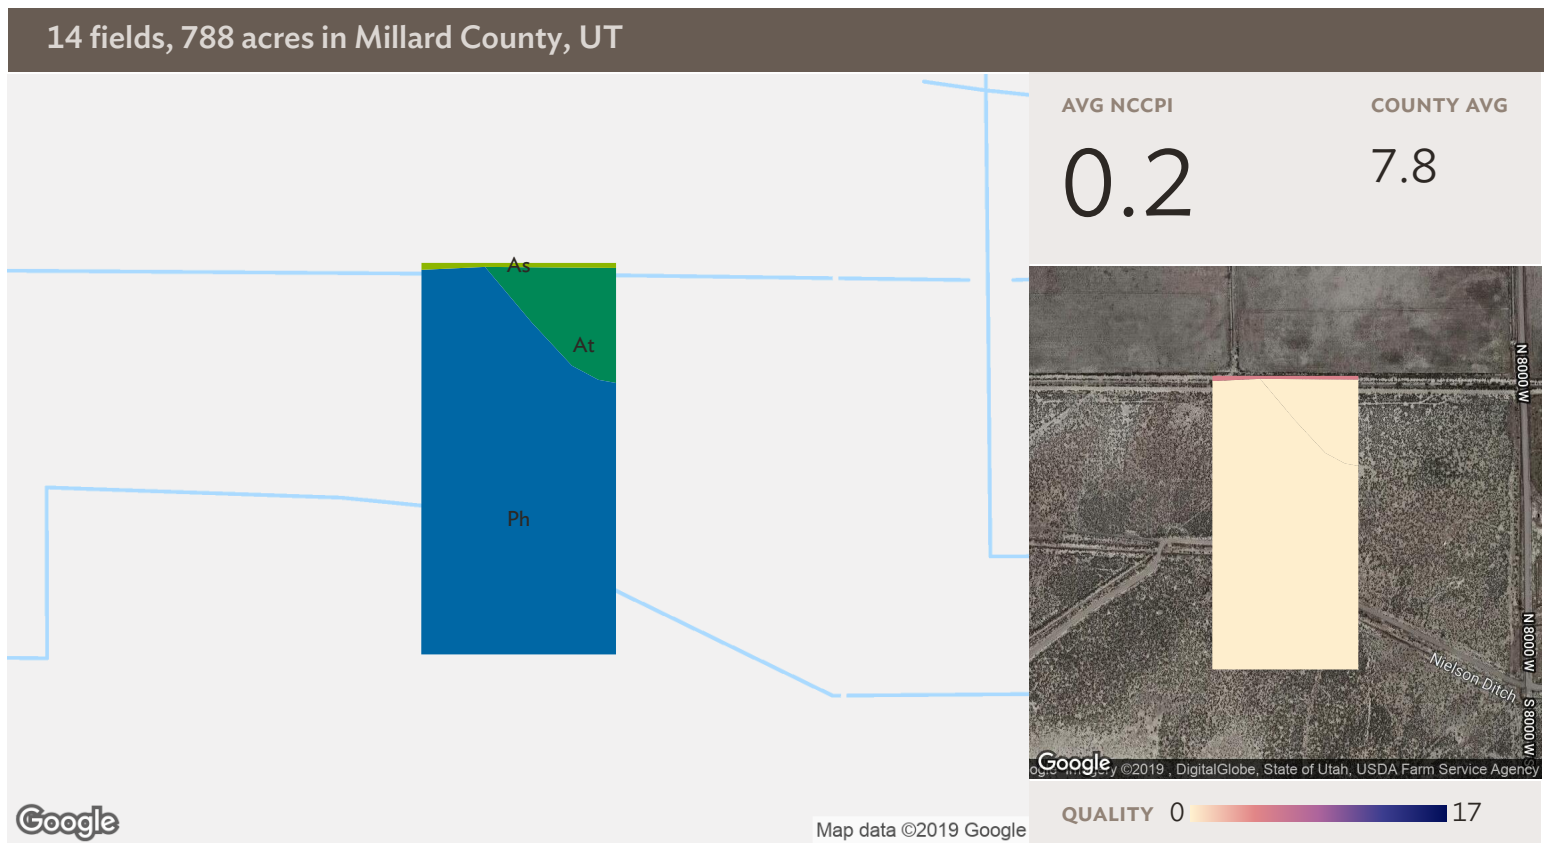 14 fields, 788 acres in Millard County, UT
AVG NCCPI
COUNTY AVG
0.2
7.8
As
At
Ph
N 8000 W
N 8000 W
Nielson Ditch
S 8000 W
Google
Imagery ©2019 , DigitalGlobe, State of Utah, USDA Farm Service Agency
Google
Map data ©2019 Google
QUALITY 0 17